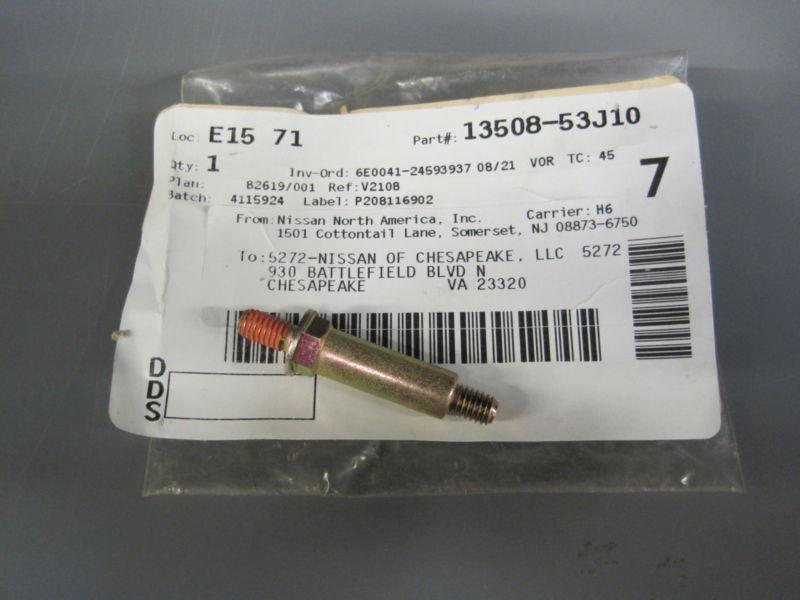 Loc: E15 71 Part#: 13508-53J10
Qty: 1 Inv-Ord: 6E0041-24593937 08/21 VOR TC: 45 7
Plan: 82619/001 Ref: V2108
Batch: 4115924 Label: P208116902
From: Nissan North America, Inc. Carrier: H6
1501 Cottontail Lane, Somerset, NJ 08873-6750
To: 5272-NISSAN OF CHESAPEAKE, LLC 5272
930 BATTLEFIELD BLVD N
CHESAPEAKE VA 23320
DDS